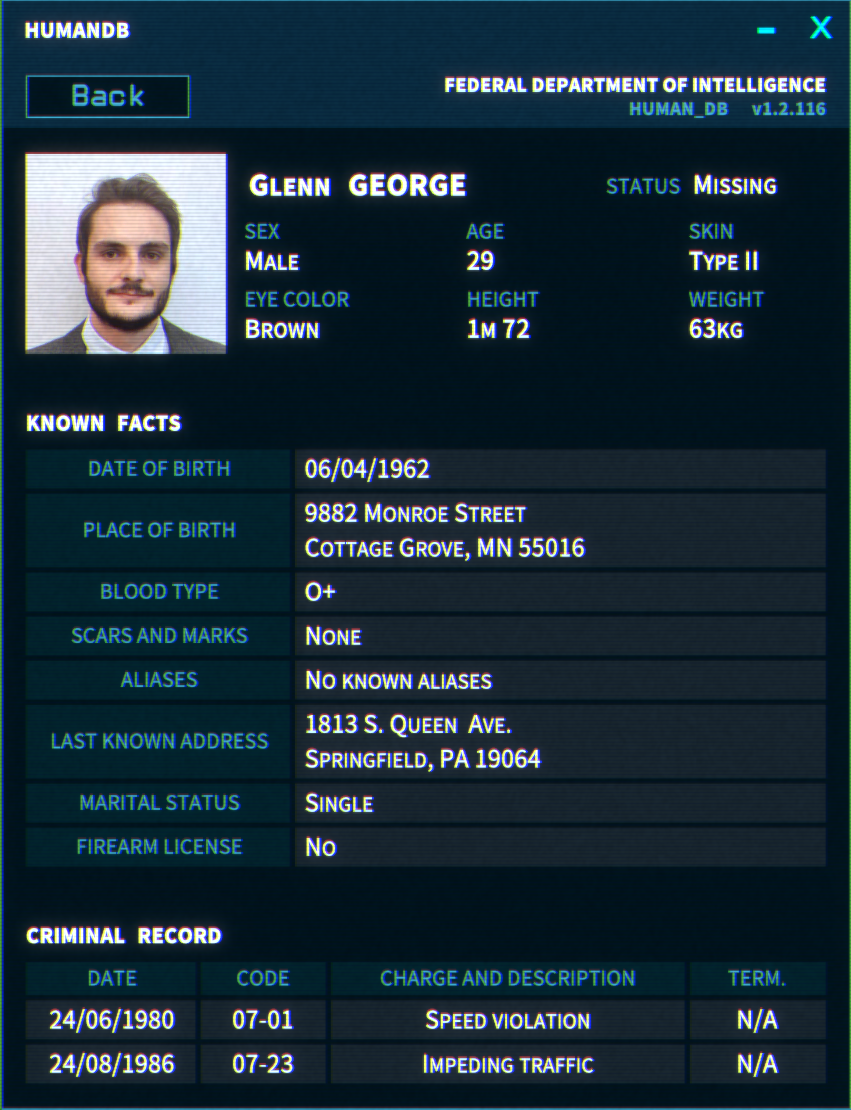 HUMANDB
– X
Back
FEDERAL DEPARTMENT OF INTELLIGENCE
HUMAN_DB v1.2.116
Glenn GEORGE
STATUS Missing
SEX AGE SKIN
Male 29 Type II
EYE COLOR HEIGHT WEIGHT
Brown 1m 72 63kg
KNOWN FACTS
DATE OF BIRTH 06/04/1962
PLACE OF BIRTH 9882 Monroe Street
Cottage Grove, MN 55016
BLOOD TYPE O+
SCARS AND MARKS None
ALIASES No known aliases
LAST KNOWN ADDRESS 1813 S. Queen Ave.
Springfield, PA 19064
MARITAL STATUS Single
FIREARM LICENSE No
CRIMINAL RECORD
DATE CODE CHARGE AND DESCRIPTION TERM.
24/06/1980 07-01 Speed violation N/A
24/08/1986 07-23 Impeding traffic N/A